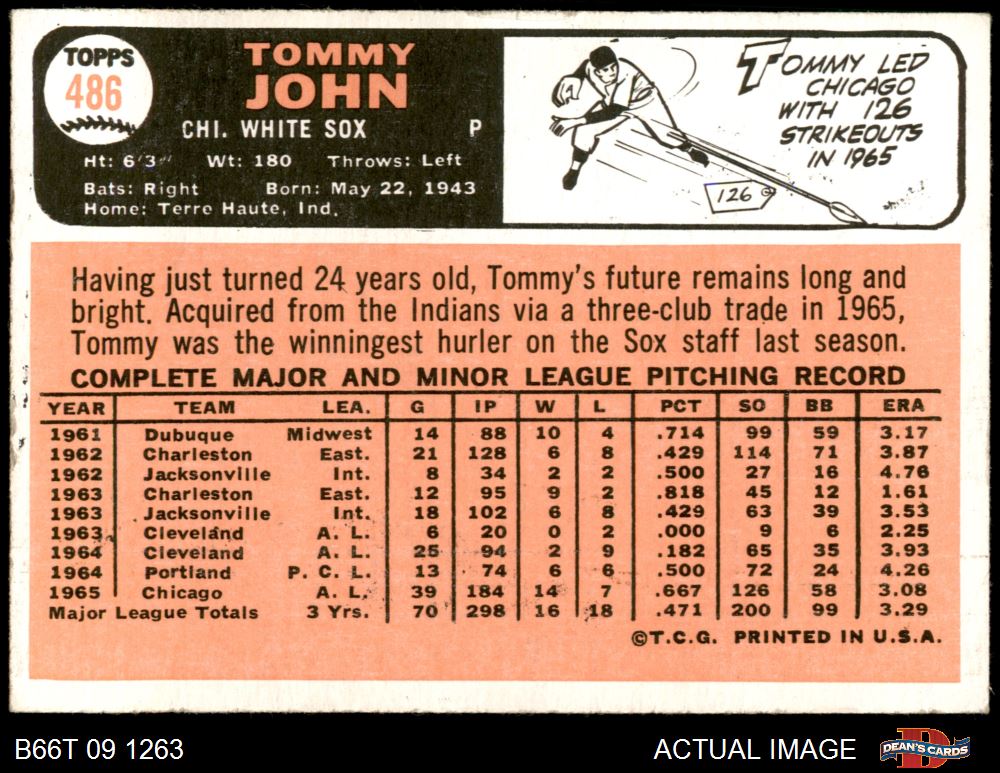 TOPPS
486
TOMMY
JOHN
CHI. WHITE SOX P
Ht: 6'3" Wt: 180 Throws: Left
Bats: Right Born: May 22, 1943
Home: Terre Haute, Ind.
TOMMY LED
CHICAGO
WITH 126
STRIKEOUTS
IN 1965
126
Having just turned 24 years old, Tommy's future remains long and
bright. Acquired from the Indians via a three-club trade in 1965,
Tommy was the winningest hurler on the Sox staff last season.
COMPLETE MAJOR AND MINOR LEAGUE PITCHING RECORD
YEAR TEAM LEA. G IP W L PCT SO BB ERA
1961 Dubuque Midwest 14 88 10 4 .714 99 59 3.17
1962 Charleston East. 21 128 6 8 .429 114 71 3.87
1962 Jacksonville Int. 8 34 2 2 .500 27 16 4.76
1963 Charleston East. 12 95 9 2 .818 45 12 1.61
1963 Jacksonville Int. 18 102 6 8 .429 63 39 3.53
1963 Cleveland A. L. 6 20 0 2 .000 9 6 2.25
1964 Cleveland A. L. 25 94 2 9 .182 65 35 3.93
1964 Portland P. C. L. 13 74 6 6 .500 72 24 4.26
1965 Chicago A. L. 39 184 14 7 .667 126 58 3.08
Major League Totals 3 Yrs. 70 298 16 18 .471 200 99 3.29
©T.C.G. PRINTED IN U.S.A.
B66T 09 1263 ACTUAL IMAGE DEAN'S CARDS